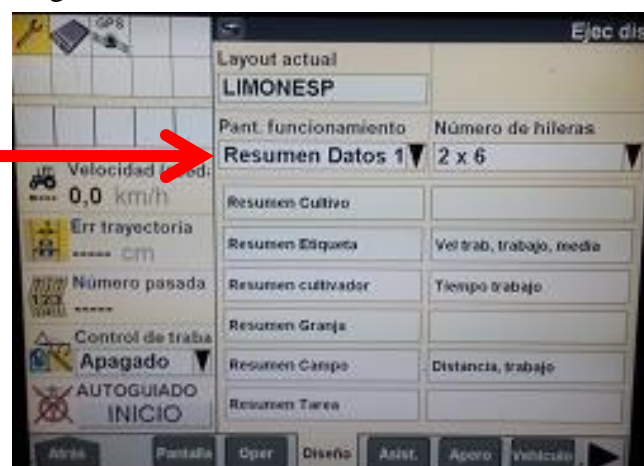 GPS
Ejec dis
Layout actual
LIMONESP
Pant. funcionamiento
Número de hileras
Resumen Datos 1
2 x 6
Velocidad
0,0 km/h
Resumen Cultivo
Err trayectoria
----- cm
Resumen Etiqueta
Vel trab, trabajo, media
Número pasada
-----
Resumen cultivador
Tiempo trabajo
Resumen Granja
Control de traba
Apagado
Resumen Campo
Distancia, trabajo
AUTOGUIADO
INICIO
Resumen Tarea
Atrás
Pantalla
Oper
Diseño
Asist.
Apero
Vehículo